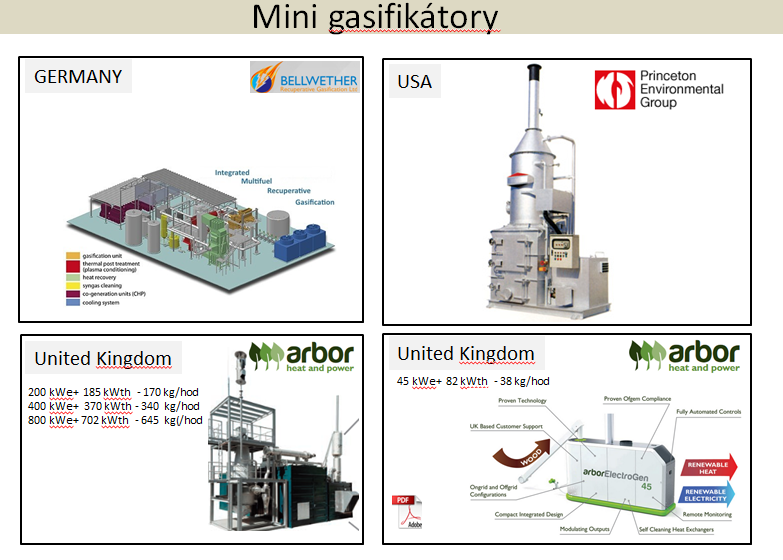 Mini gasifikátory
GERMANY
BELLWETHER
Recuperative Gasification Ltd.
Integrated
Multifuel
Recuperative
Gasification
gasification unit
thermal post treatment
(plasma conditioning)
heat recovery
syngas cleaning
co-generation units (CHP)
cooling system
USA
Princeton
Environmental
Group
United Kingdom
arbor
heat and power
200 kWe+ 185 kWth - 170 kg/hod
400 kWe+ 370 kWth - 340 kg/hod
800 kWe+ 702 kWth - 645 kg(/hod
United Kingdom
arbor
heat and power
45 kWe+ 82 kWth - 38 kg/hod
Proven Technology
Proven Ofgem Compliance
Fully Automated Controls
UK Based Customer Support
WOOD
arborElectroGen
45
RENEWABLE
HEAT
RENEWABLE
ELECTRICITY
Ongrid and Offgrid
Configurations
PDF
Adobe
Compact Integrated Design
Modulating Outputs
Self Cleaning Heat Exchangers
Remote Monitoring